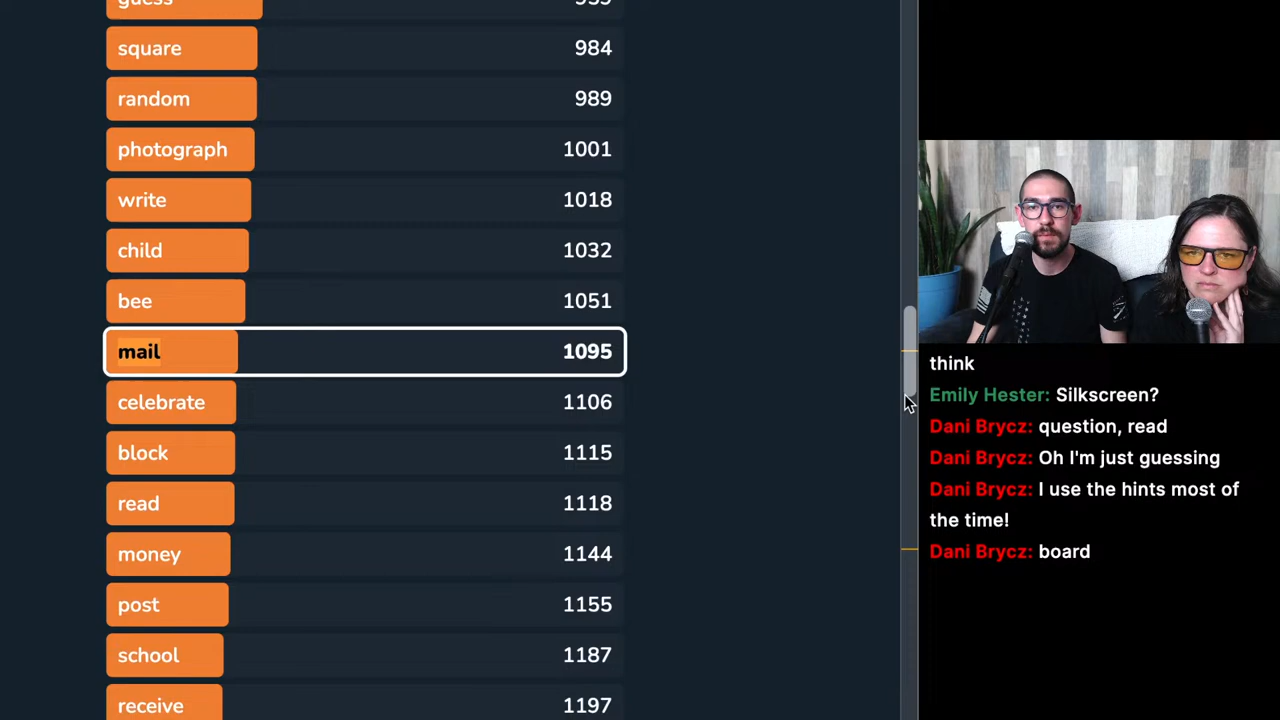 guess 959
square 984
random 989
photograph 1001
write 1018
child 1032
bee 1051
mail 1095
celebrate 1106
block 1115
read 1118
money 1144
post 1155
school 1187
receive 1197
think
Emily Hester: Silkscreen?
Dani Brycz: question, read
Dani Brycz: Oh I'm just guessing
Dani Brycz: I use the hints most of
the time!
Dani Brycz: board